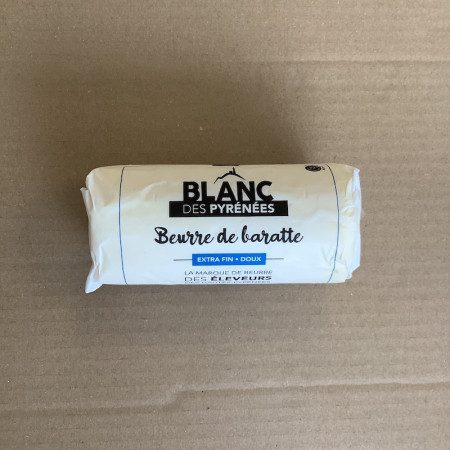 BLANC
DES PYRÉNÉES
Beurre de baratte
EXTRA FIN • DOUX
LA MARQUE DE BEURRE
DES ÉLEVEURS